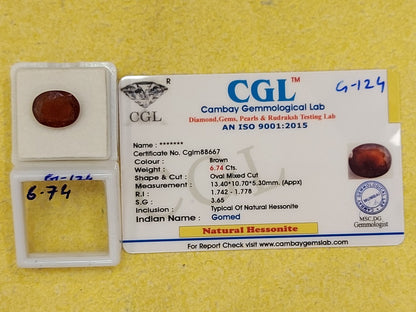 R
CGL
CGL™
Cambay Gemmological Lab
Diamond,Gems, Pearls & Rudraksh Testing Lab
AN ISO 9001:2015
G-124
Name : *******
Certificate No. Cglm88667
Colour : Brown
Weight : 6.74 Cts.
Shape & Cut : Oval Mixed Cut
Measurement : 13.40*10.70*5.30mm. (Appx)
R.I : 1.742 - 1.778
S.G : 3.65
Inclusion : Typical Of Natural Hessonite
Indian Name : Gomed
Natural Hessonite
For Report Check Visit us www.cambaygemslab.com
MSC,DG
Gemmologist
G-124
6.74